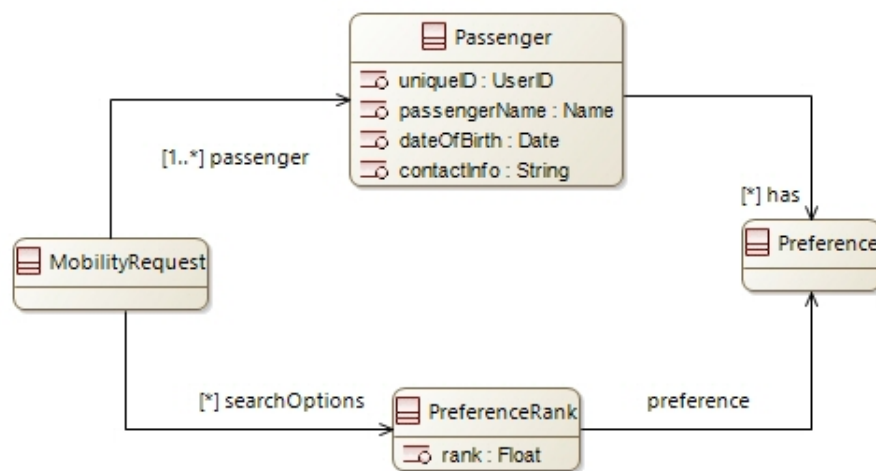 Passenger
uniqueID : UserID
passengerName : Name
dateOfBirth : Date
contactInfo : String
[1..*] passenger
[*] has
MobilityRequest
Preference
[*] searchOptions
PreferenceRank
preference
rank : Float